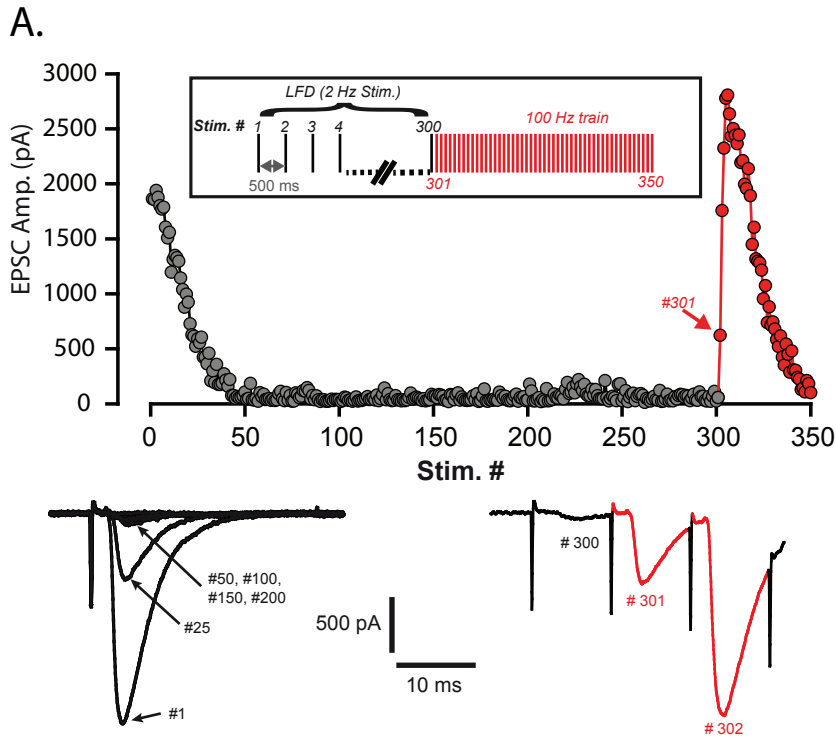 A.
EPSC Amp. (pA)
3000
2500
2000
1500
1000
500
0
LFD (2 Hz Stim.)
Stim. # 1 2 3 4 300
100 Hz train
500 ms
301 350
#301
0 50 100 150 200 250 300 350
Stim. #
#50, #100,
#150, #200
#25
#1
500 pA
10 ms
# 300
# 301
# 302